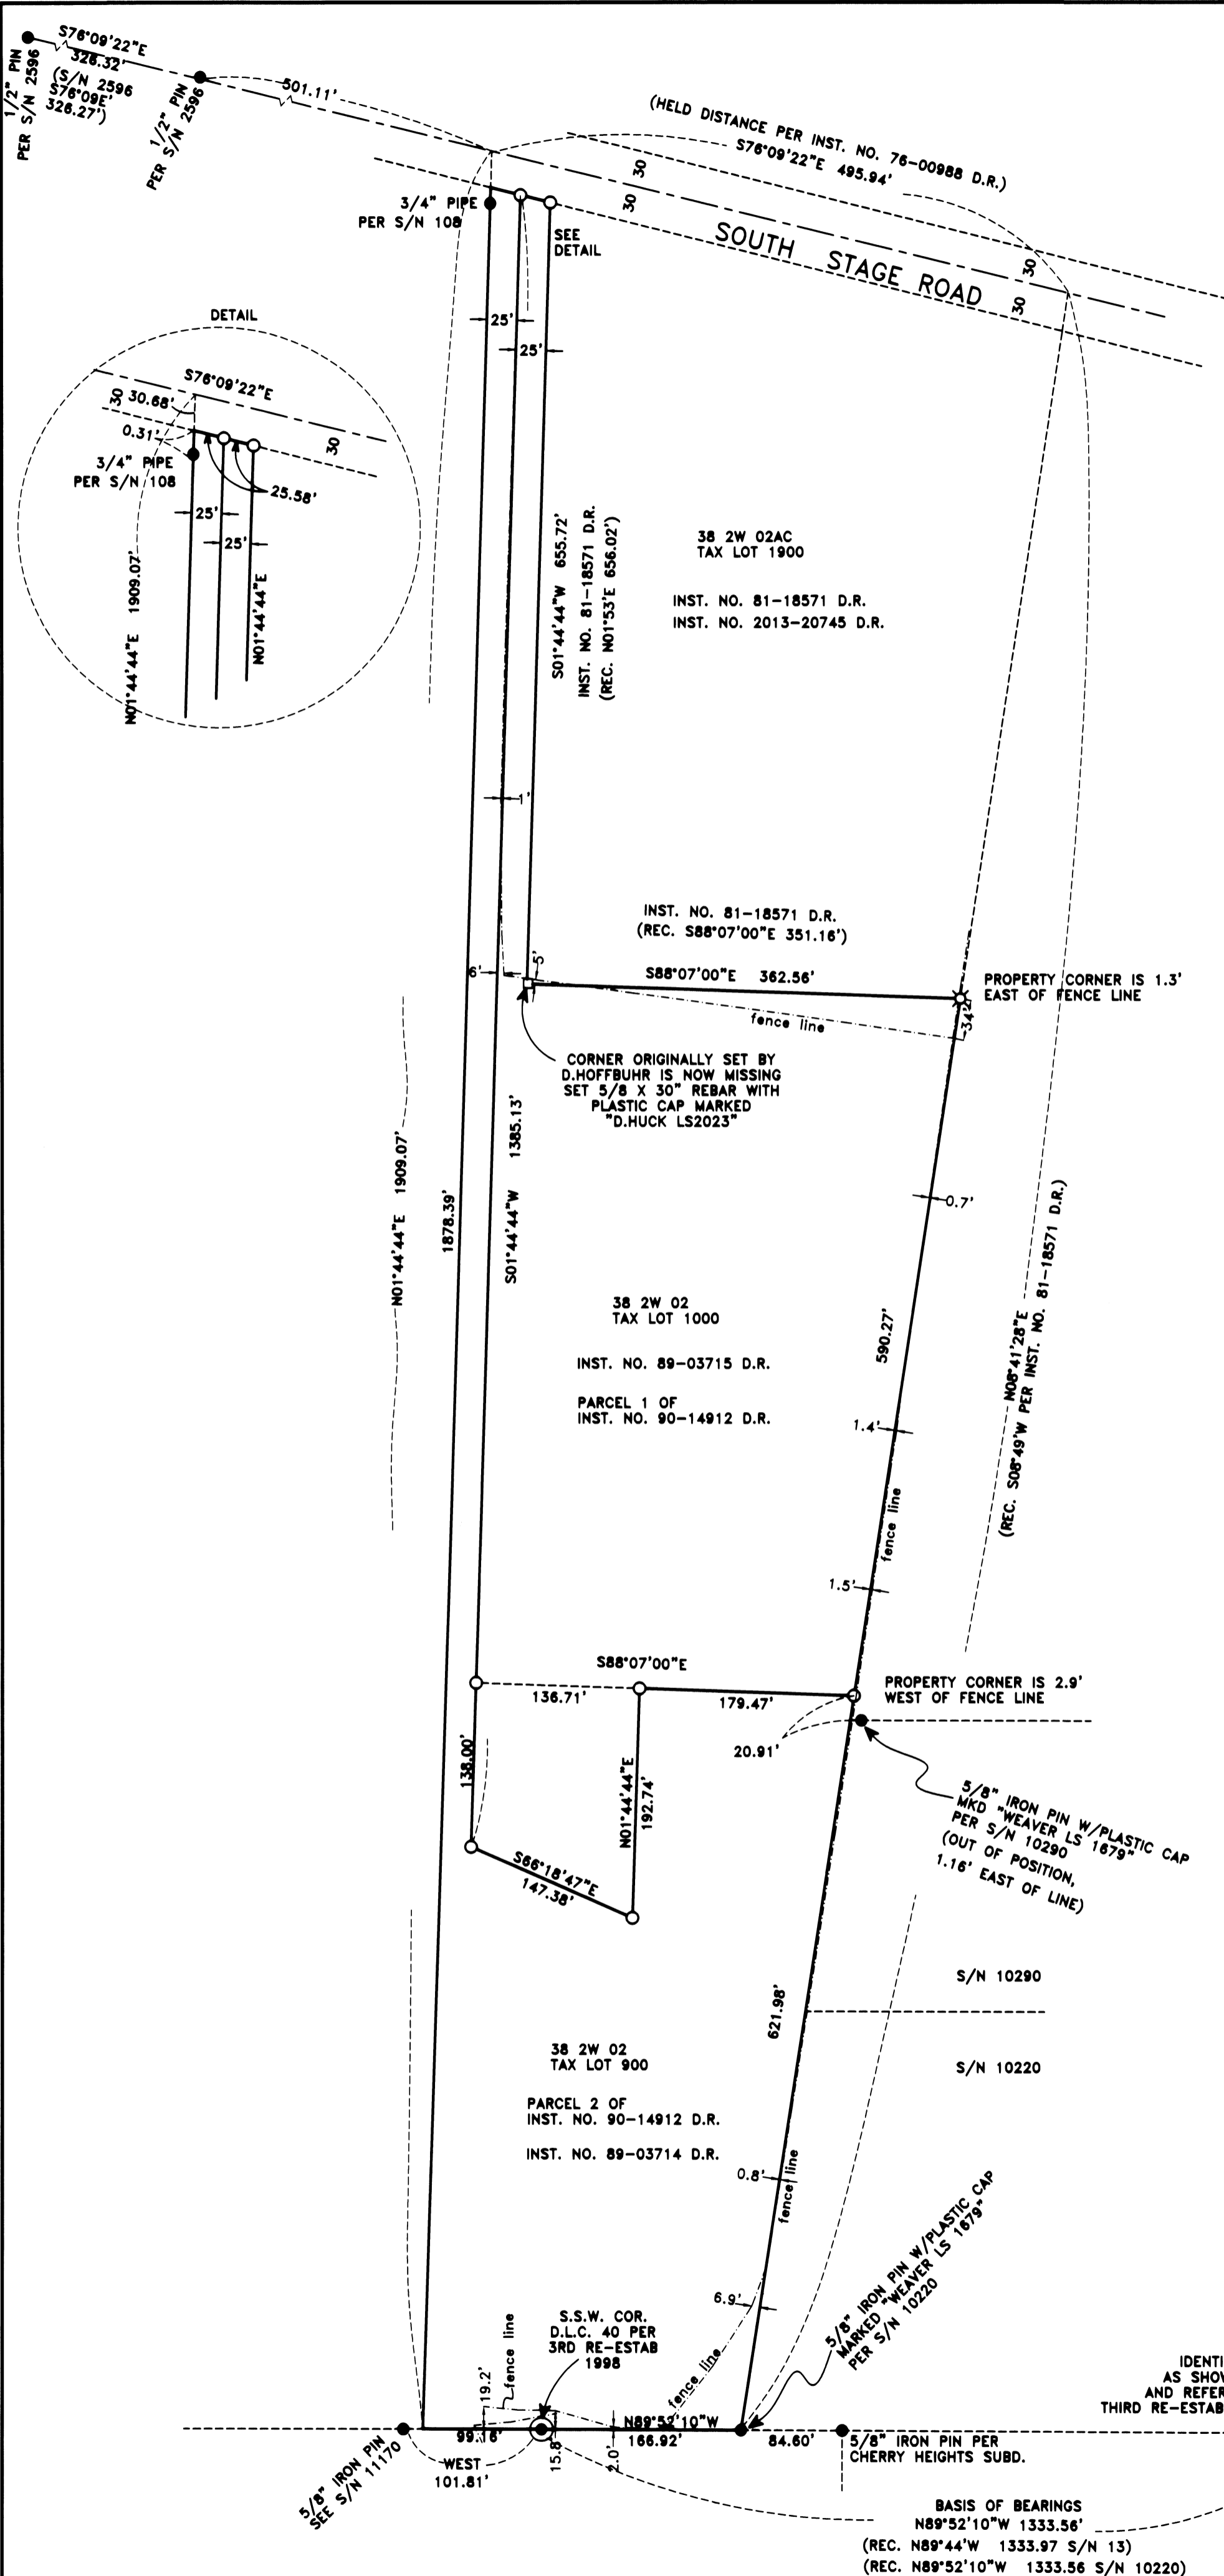 1/2" PIN
PER S/N 2596
S76°09'22"E
326.32'
(S/N 2596
S76°09E'
326.27')
1/2" PIN
PER S/N 2596
501.11'
(HELD DISTANCE PER INST. NO. 76-00988 D.R.)
S76°09'22"E 495.94'
30
30
30
30
SOUTH STAGE ROAD
3/4" PIPE
PER S/N 108
SEE
DETAIL
25'
25'
DETAIL
S76°09'22"E
30
30.68'
0.31'
30
3/4" PIPE
PER S/N 108
25.58'
25'
25'
N01°44'44"E 1909.07'
N01°44'44"E
S01°44'44"W 655.72'
INST. NO. 81-18571 D.R.
(REC. N01°53'E 656.02')
38 2W 02AC
TAX LOT 1900
INST. NO. 81-18571 D.R.
INST. NO. 2013-20745 D.R.
1'
INST. NO. 81-18571 D.R.
(REC. S88°07'00"E 351.16')
6'
5'
S88°07'00"E 362.56'
fence line
34'
PROPERTY CORNER IS 1.3'
EAST OF FENCE LINE
CORNER ORIGINALLY SET BY
D.HOFFBUHR IS NOW MISSING
SET 5/8 X 30" REBAR WITH
PLASTIC CAP MARKED
"D.HUCK LS2023"
N01°44'44"E 1909.07'
1878.39'
S01°44'44"W 1385.13'
0.7'
38 2W 02
TAX LOT 1000
INST. NO. 89-03715 D.R.
PARCEL 1 OF
INST. NO. 90-14912 D.R.
590.27'
N08°41'28"E
(REC. S08°49'W PER INST. NO. 81-18571 D.R.)
1.4'
fence line
1.5'
S88°07'00"E
136.71'
179.47'
PROPERTY CORNER IS 2.9'
WEST OF FENCE LINE
20.91'
138.00'
N01°44'44"E
192.74'
S66°18'47"E
147.38'
5/8" IRON PIN W/PLASTIC CAP
MKD "WEAVER LS 1679"
PER S/N 10290
(OUT OF POSITION,
1.16' EAST OF LINE)
S/N 10290
621.98'
S/N 10220
38 2W 02
TAX LOT 900
PARCEL 2 OF
INST. NO. 90-14912 D.R.
INST. NO. 89-03714 D.R.
0.8'
fence line
5/8" IRON PIN W/PLASTIC CAP
MARKED "WEAVER LS 1679"
PER S/N 10220
6.9'
S.S.W. COR.
D.L.C. 40 PER
3RD RE-ESTAB
1998
fence line
19.2'
fence line
IDENTI
AS SHOW
AND REFER
THIRD RE-ESTAB
N89°52'10"W
99.16'
166.92'
84.60'
15.8'
2.0'
WEST
101.81'
5/8" IRON PIN
SEE S/N 11170
5/8" IRON PIN PER
CHERRY HEIGHTS SUBD.
BASIS OF BEARINGS
N89°52'10"W 1333.56'
(REC. N89°44'W 1333.97 S/N 13)
(REC. N89°52'10"W 1333.56 S/N 10220)